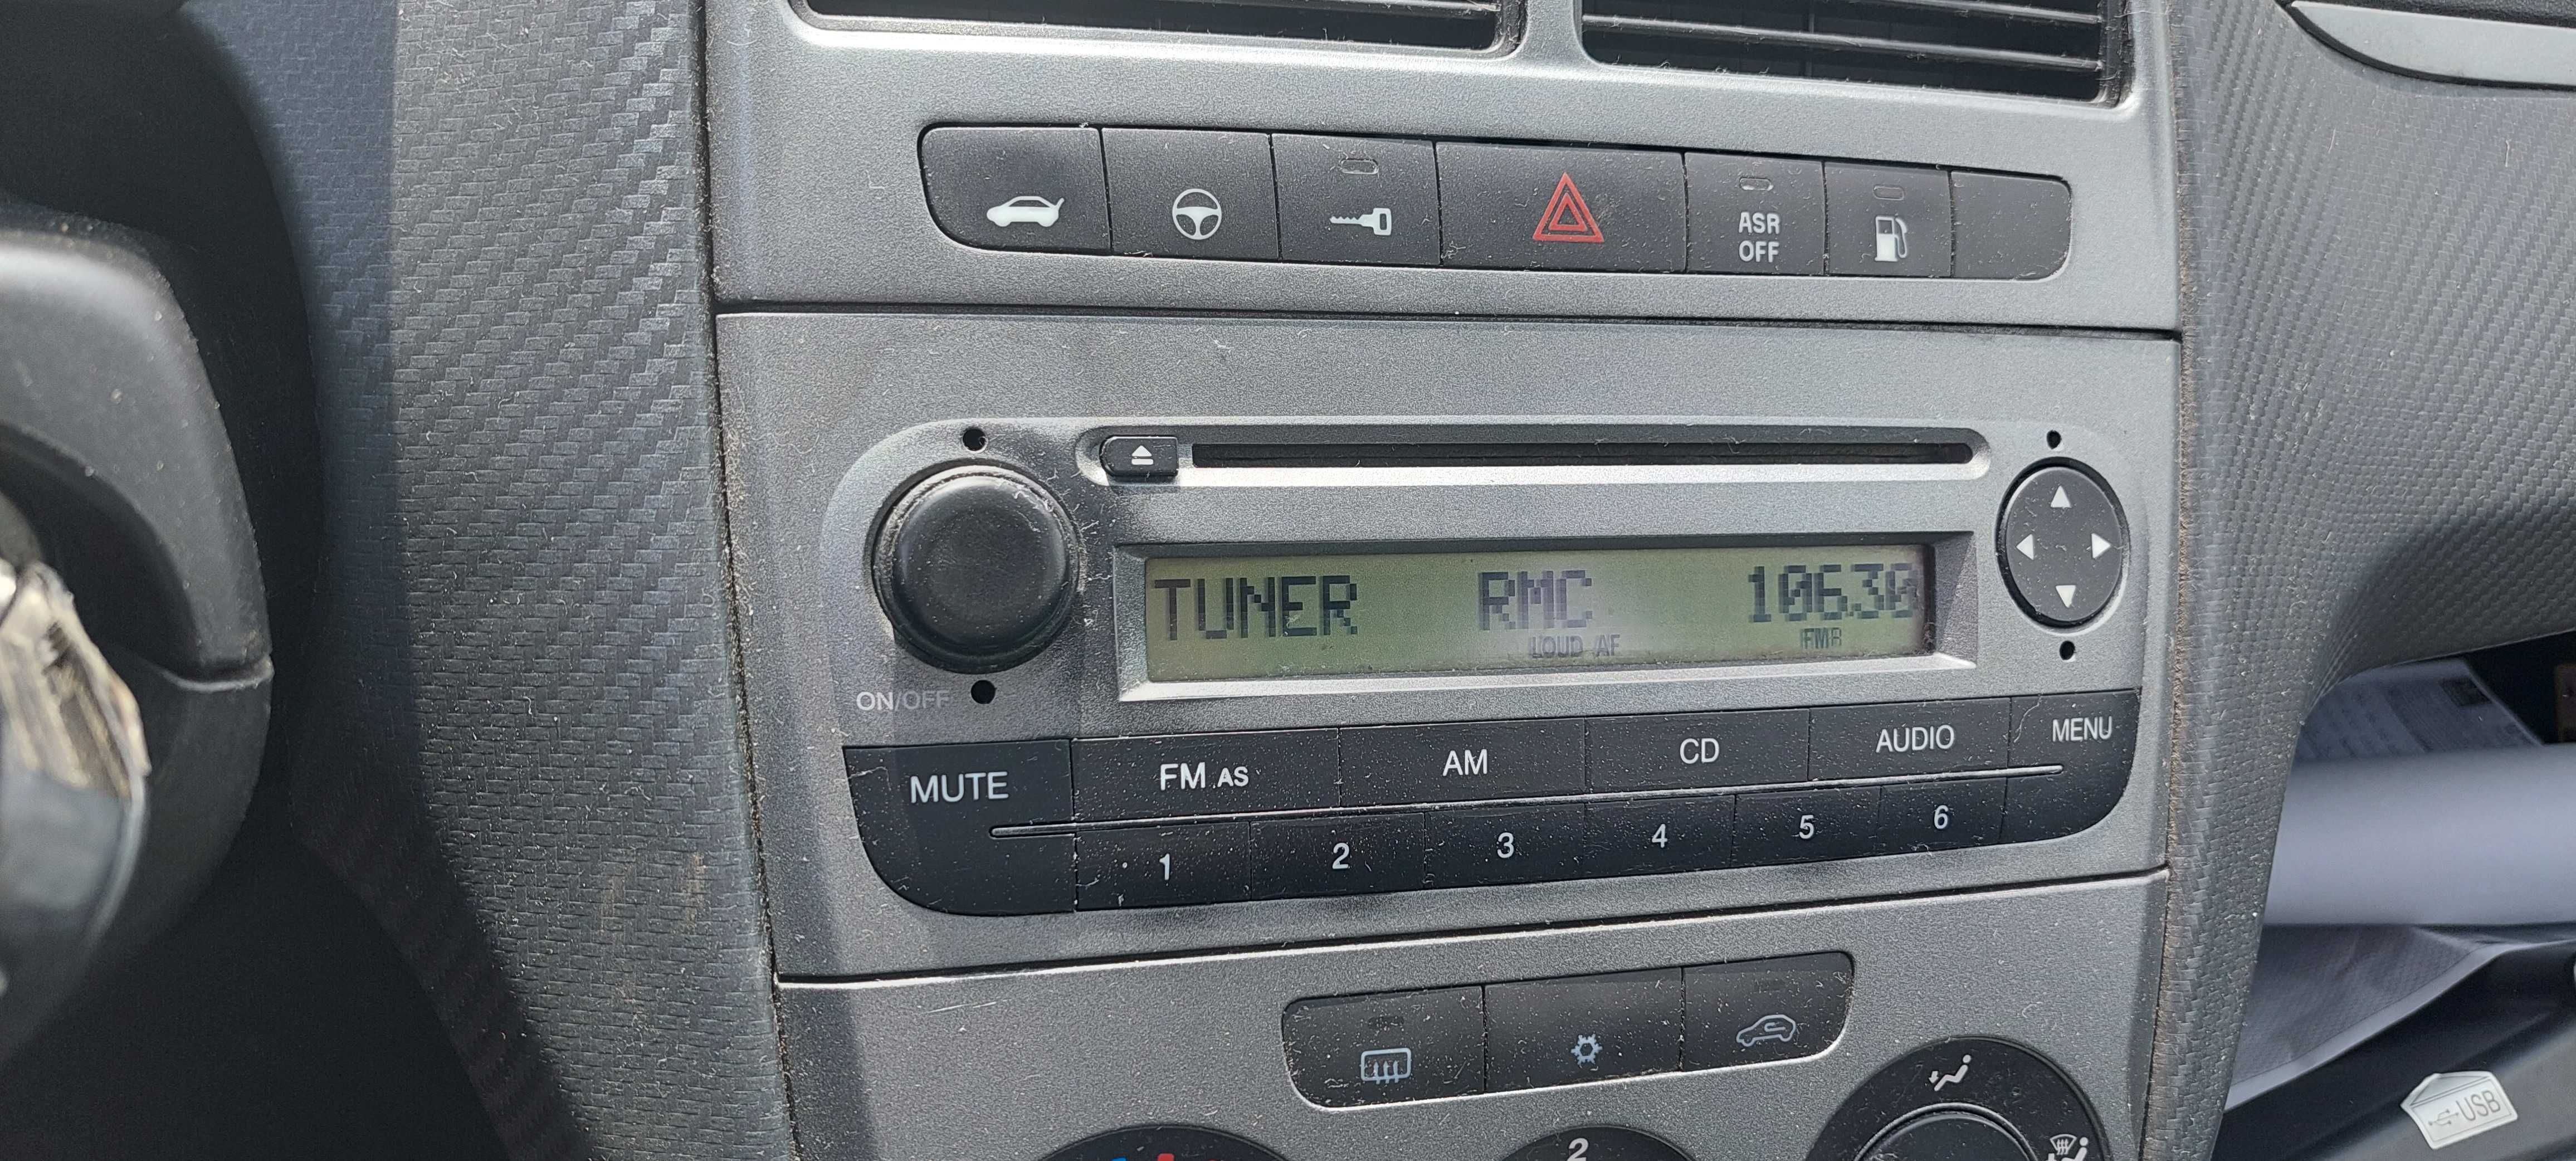 ASR
OFF
TUNER RMC 10630
LOUD AF FMB
ON/OFF
MUTE FM AS AM CD AUDIO MENU
1 2 3 4 5 6
2
USB